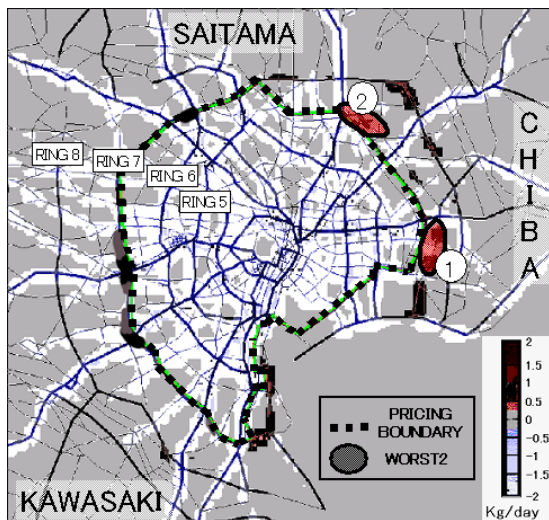 SAITAMA
2
CHIBA
RING 8
RING 7
RING 6
RING 5
1
PRICING
BOUNDARY
WORST2
KAWASAKI
2
1.5
1
0.5
0
-0.5
-1
-1.5
-2
Kg/day